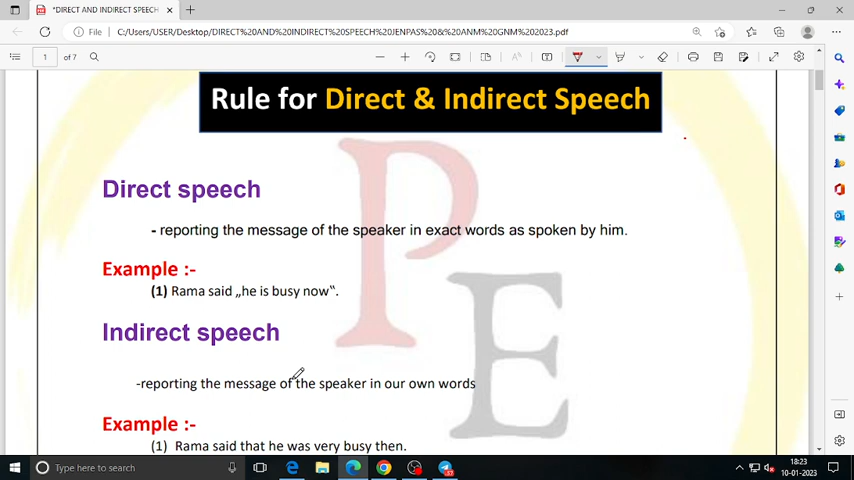 *DIRECT AND INDIRECT SPEECH
File
C:/Users/USER/Desktop/DIRECT%20AND%20INDIRECT%20SPEECH%20JENPAS%20&%20ANM%20GNM%202023.pdf
1 of 7
Rule for Direct & Indirect Speech
Direct speech
- reporting the message of the speaker in exact words as spoken by him.
Example :-
(1) Rama said „he is busy now‟.
Indirect speech
-reporting the message of the speaker in our own words
Example :-
(1) Rama said that he was very busy then.
P
E
Type here to search
37
18:23
10-01-2023